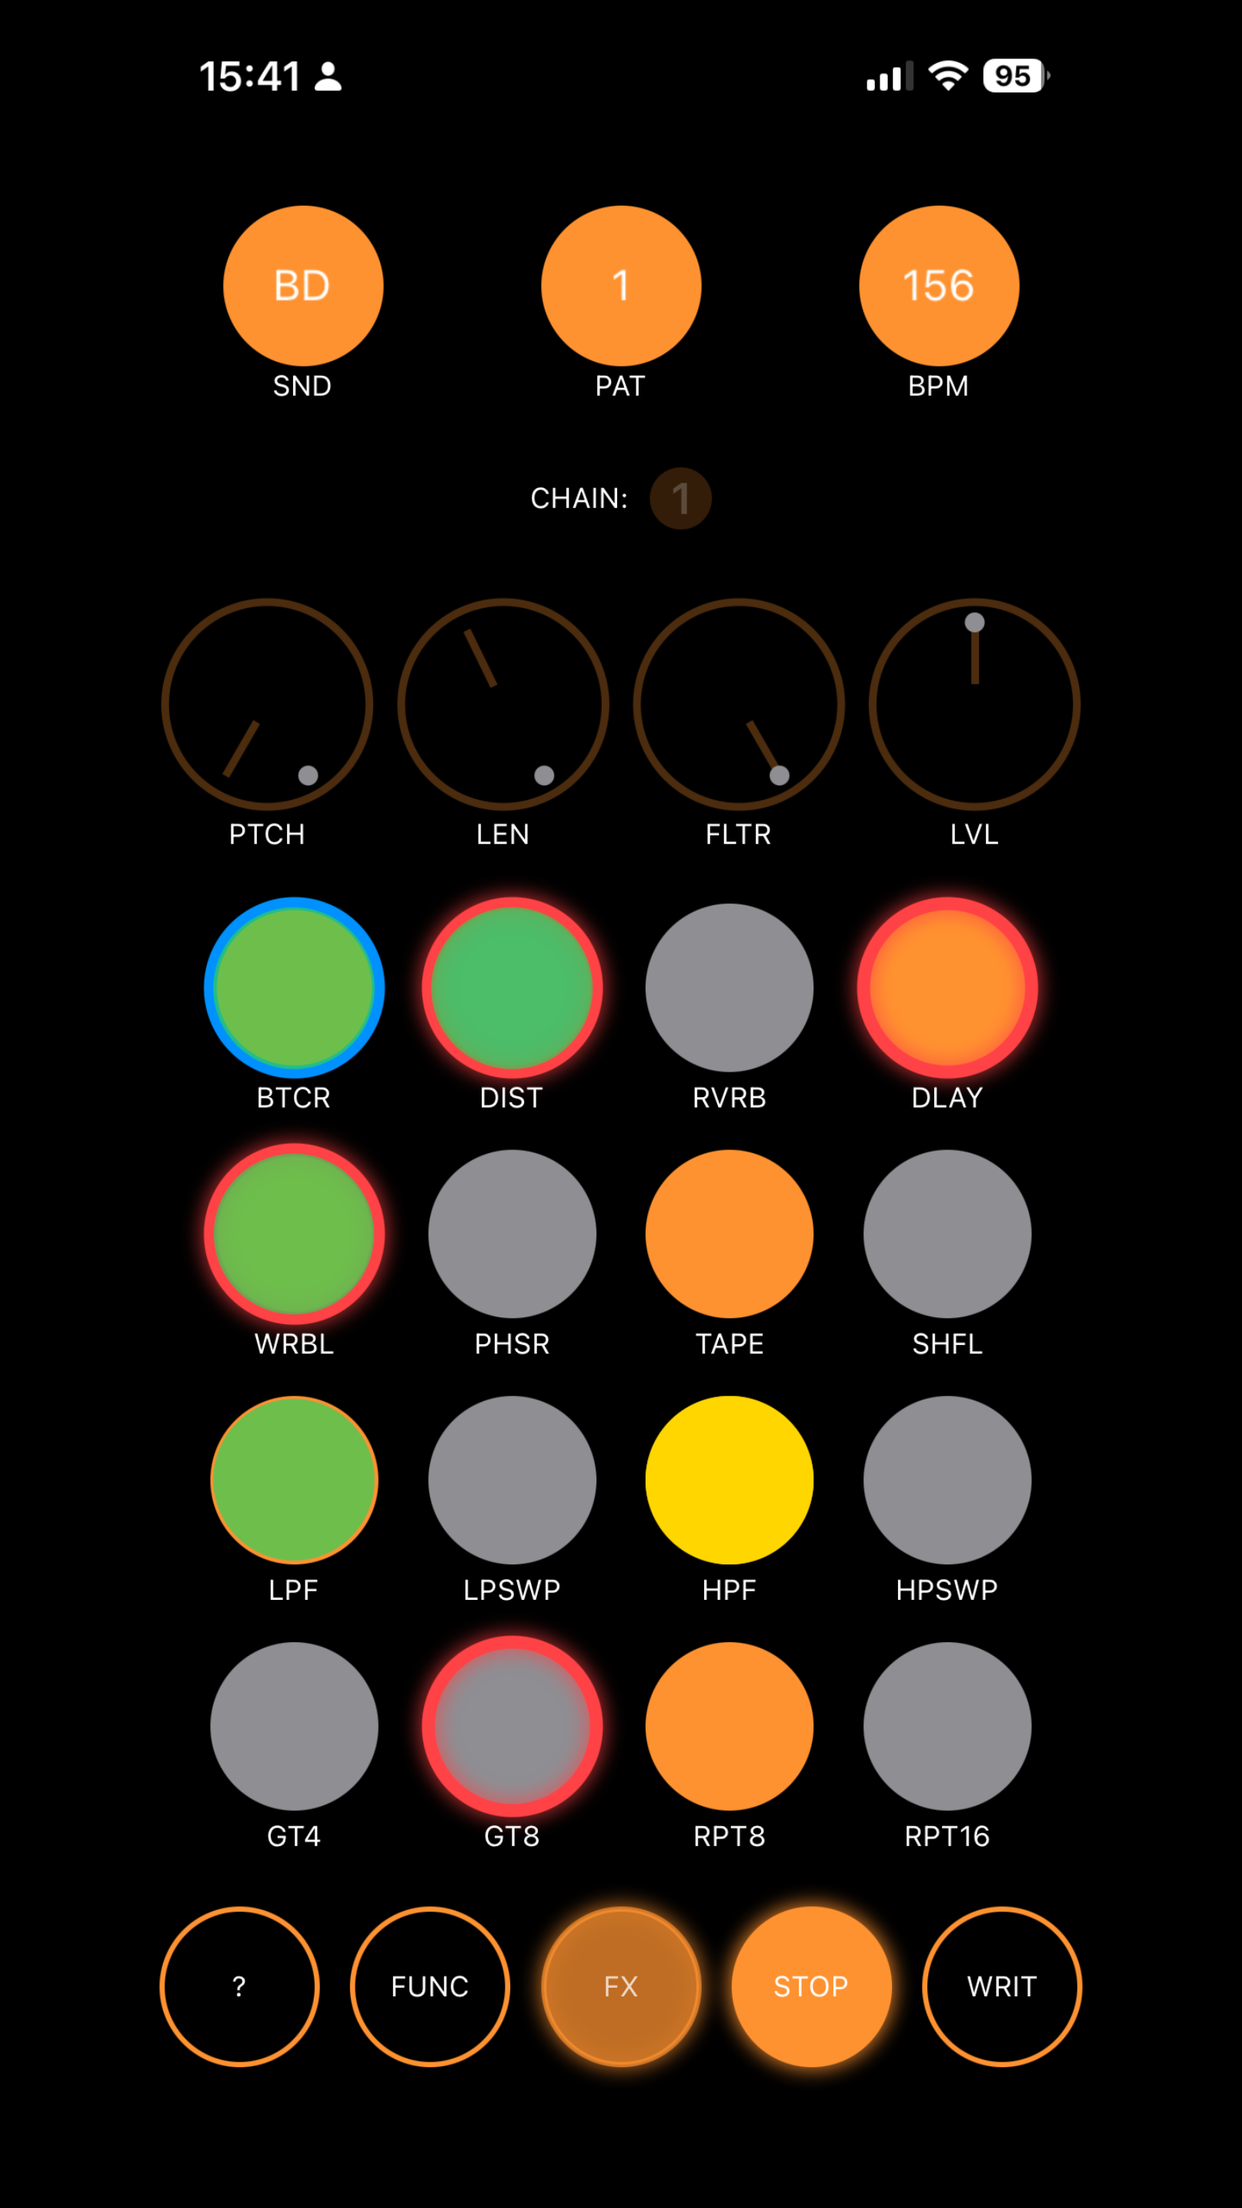 15:41 95
BD 1 156
SND PAT BPM
CHAIN: 1
PTCH LEN FLTR LVL
BTCR DIST RVRB DLAY
WRBL PHSR TAPE SHFL
LPF LPSWP HPF HPSWP
GT4 GT8 RPT8 RPT16
? FUNC FX STOP WRIT